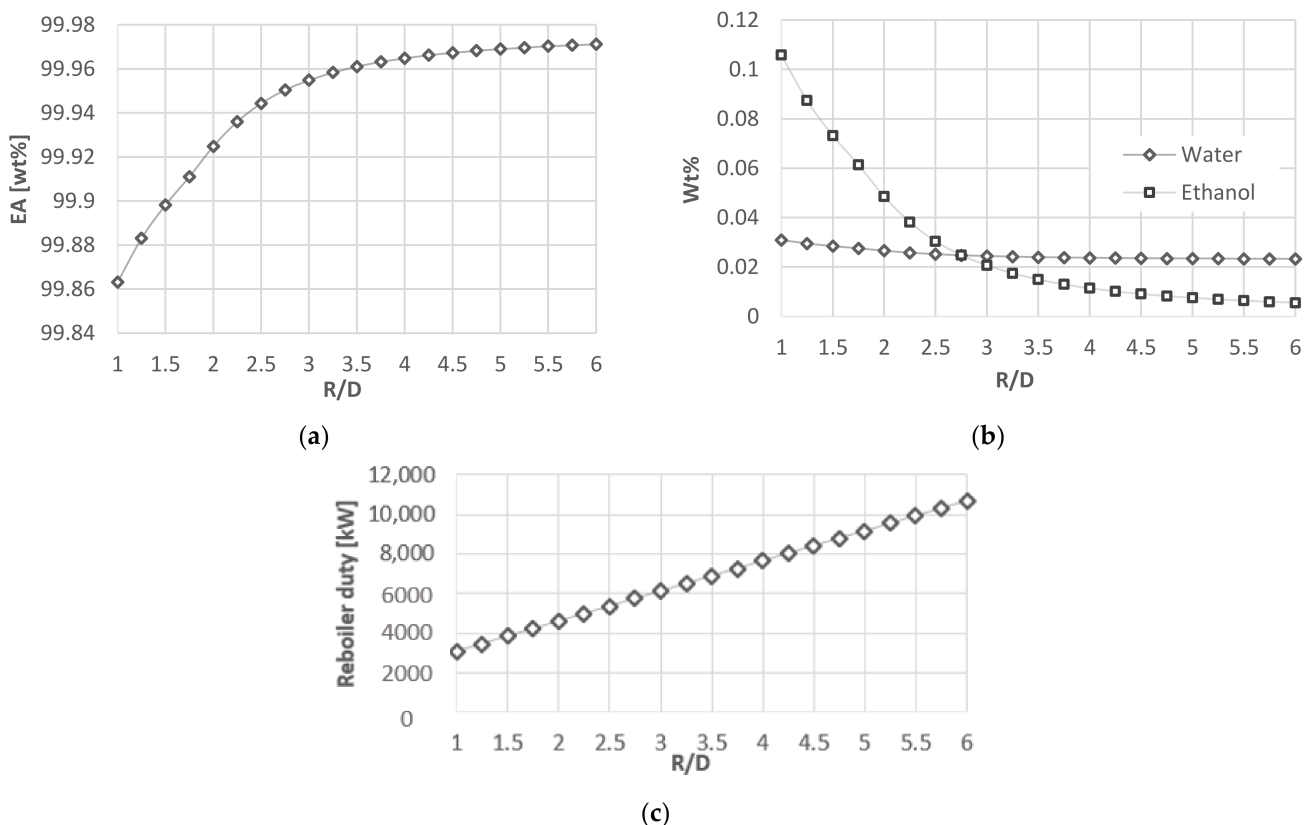 EA [wt%]
99.98
99.96
99.94
99.92
99.9
99.88
99.86
99.84
1 1.5 2 2.5 3 3.5 4 4.5 5 5.5 6
R/D
(a)
Wt%
0.12
0.1
0.08
0.06
0.04
0.02
0
Water
Ethanol
1 1.5 2 2.5 3 3.5 4 4.5 5 5.5 6
R/D
(b)
Reboiler duty [kW]
12,000
10,000
8,000
6000
4000
2000
0
1 1.5 2 2.5 3 3.5 4 4.5 5 5.5 6
R/D
(c)